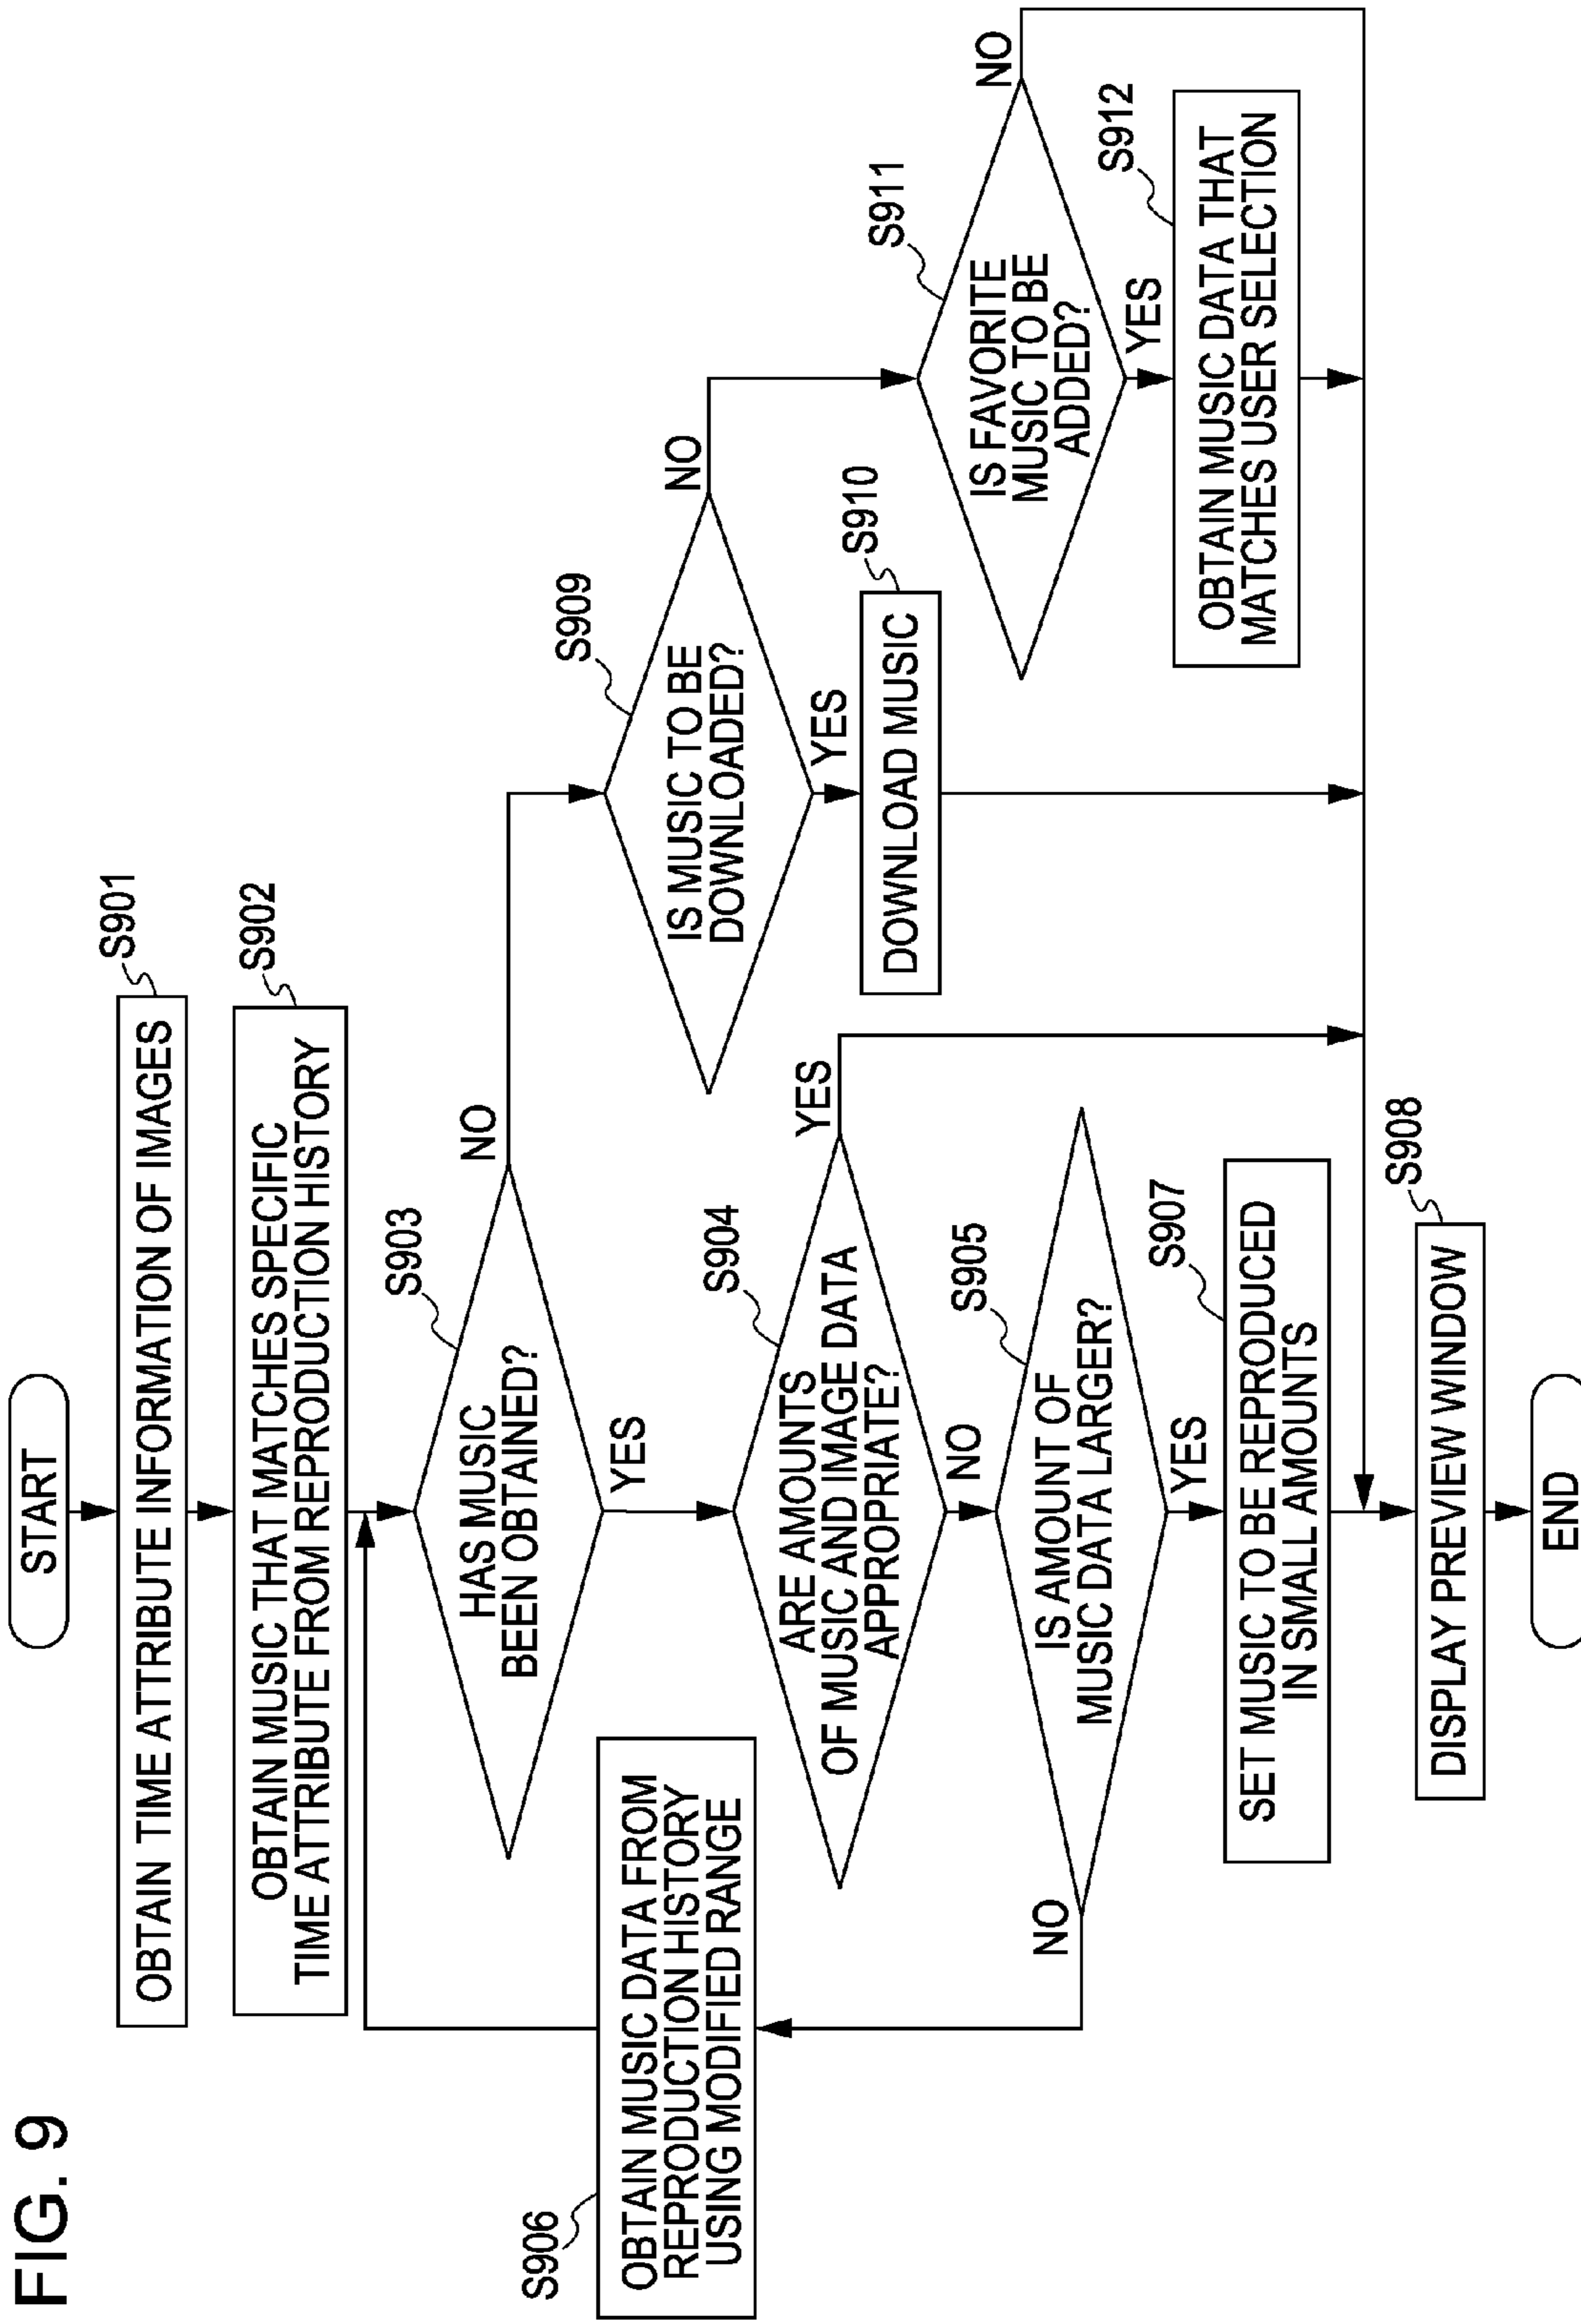 FIG. 9
START
S901
OBTAIN TIME ATTRIBUTE INFORMATION OF IMAGES
S902
OBTAIN MUSIC THAT MATCHES SPECIFIC
TIME ATTRIBUTE FROM REPRODUCTION HISTORY
S903
HAS MUSIC
BEEN OBTAINED?
NO
YES
S906
OBTAIN MUSIC DATA FROM
REPRODUCTION HISTORY
USING MODIFIED RANGE
S904
ARE AMOUNTS
OF MUSIC AND IMAGE DATA
APPROPRIATE?
YES
NO
S905
IS AMOUNT OF
MUSIC DATA LARGER?
NO
YES
S907
SET MUSIC TO BE REPRODUCED
IN SMALL AMOUNTS
S908
DISPLAY PREVIEW WINDOW
END
S909
IS MUSIC TO BE
DOWNLOADED?
NO
YES
S910
DOWNLOAD MUSIC
S911
IS FAVORITE
MUSIC TO BE
ADDED?
NO
YES
S912
OBTAIN MUSIC DATA THAT
MATCHES USER SELECTION